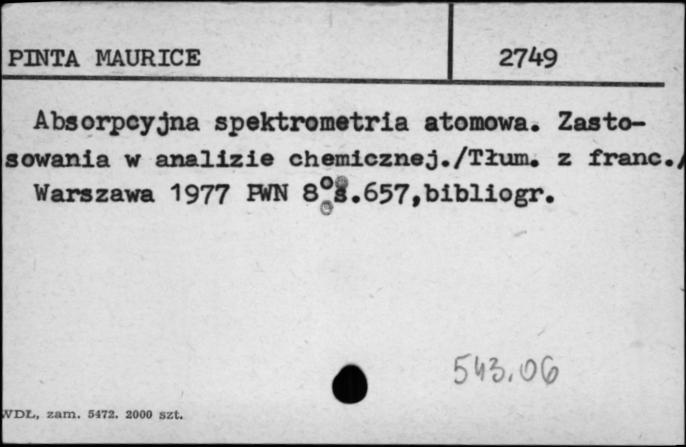 PINTA MAURICE 2749
Absorpcyjna spektrometria atomowa. Zasto-
sowania w analizie chemicznej./Tłum. z franc./
Warszawa 1977 PWN 8° s.657,bibliogr.
543.06
WDL, zam. 5472. 2000 szt.